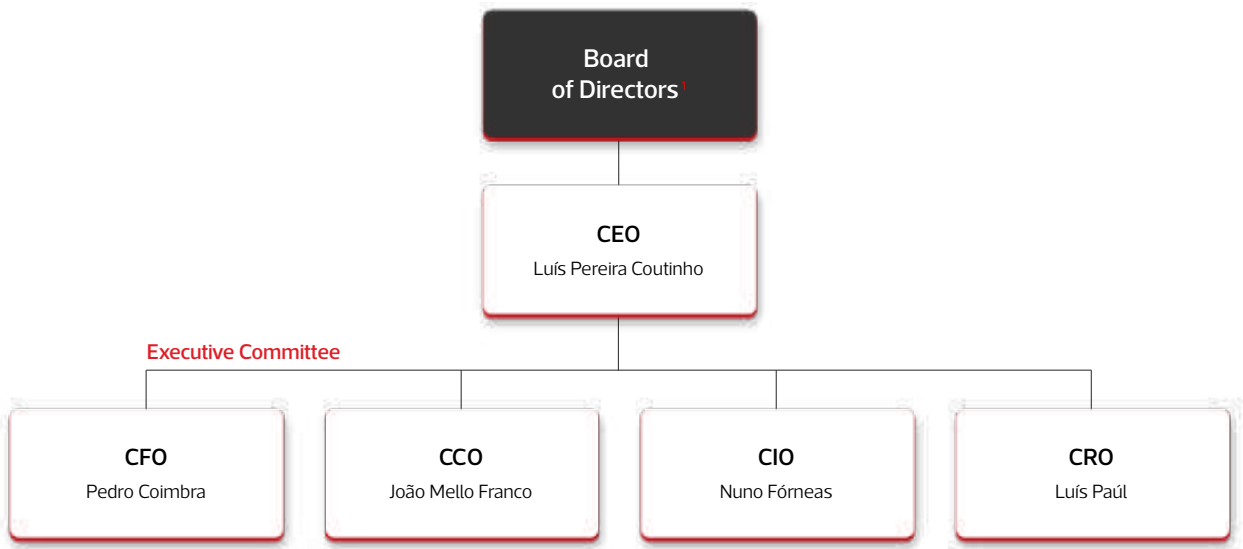 Board
of Directors¹
CEO
Luís Pereira Coutinho
Executive Committee
CFO
Pedro Coimbra
CCO
João Mello Franco
CIO
Nuno Fórneas
CRO
Luís Paúl